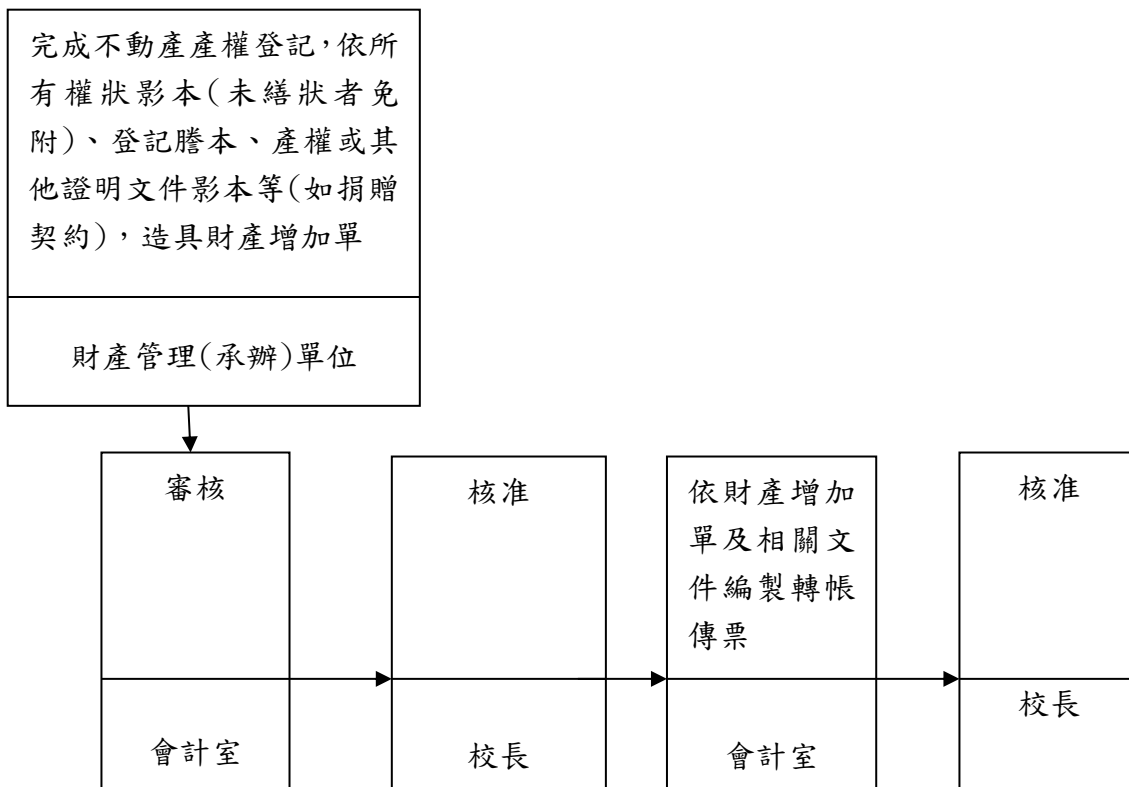 完成不動產產權登記，依所
有權狀影本(未繕狀者免
附)、登記謄本、產權或其
他證明文件影本等(如捐贈
契約)，造具財產增加單
財產管理(承辦)單位
審核
會計室
核准
校長
依財產增加
單及相關文
件編製轉帳
傳票
會計室
核准
校長